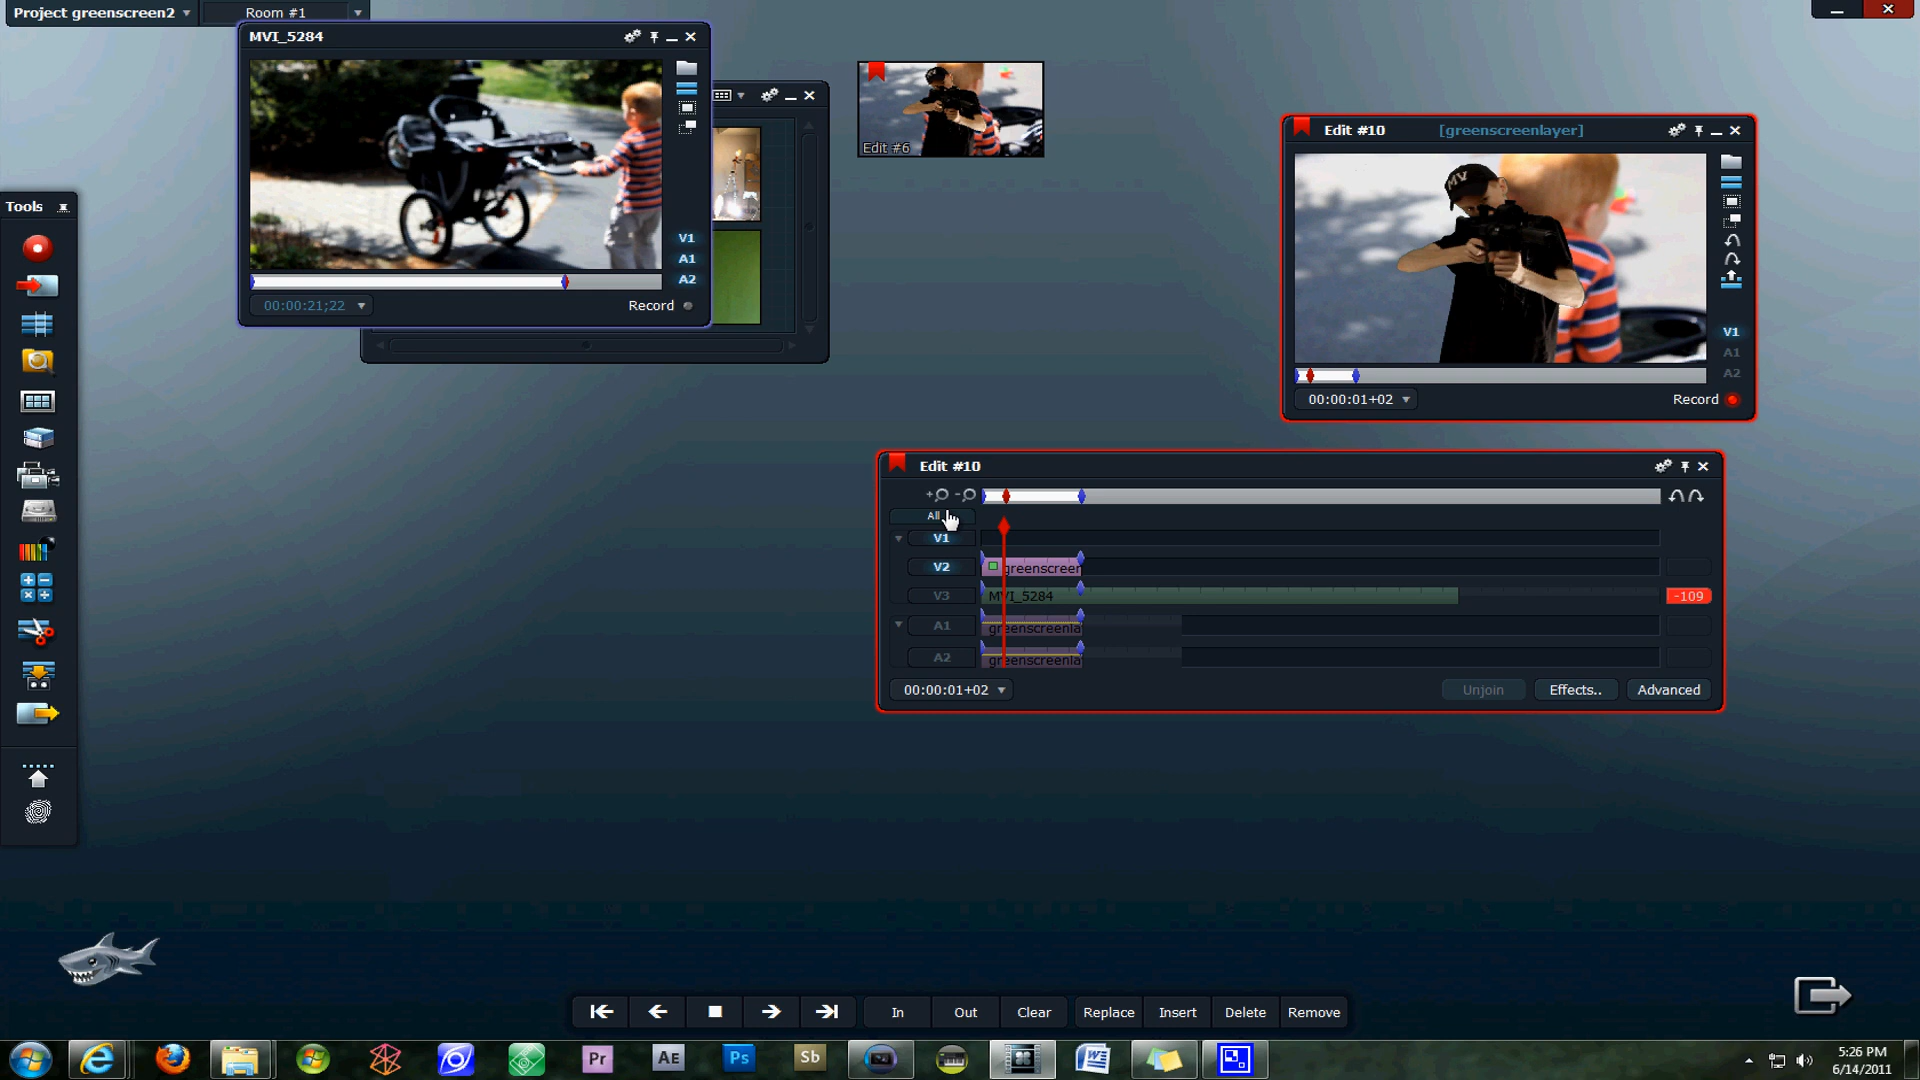 Project greenscreen2
Room #1
MVI_5284
V1
A1
A2
00:00:21;22
Record
Edit #6
Edit #10
[greenscreenlayer]
MV
V1
A1
A2
00:00:01+02
Record
Tools
Edit #10
All
V1
V2
greenscreen
V3
MVI_5284
-109
A1
greenscreenla
A2
greenscreenla
00:00:01+02
Unjoin
Effects..
Advanced
In
Out
Clear
Replace
Insert
Delete
Remove
Pr
AE
Ps
Sb
5:26 PM
6/14/2011